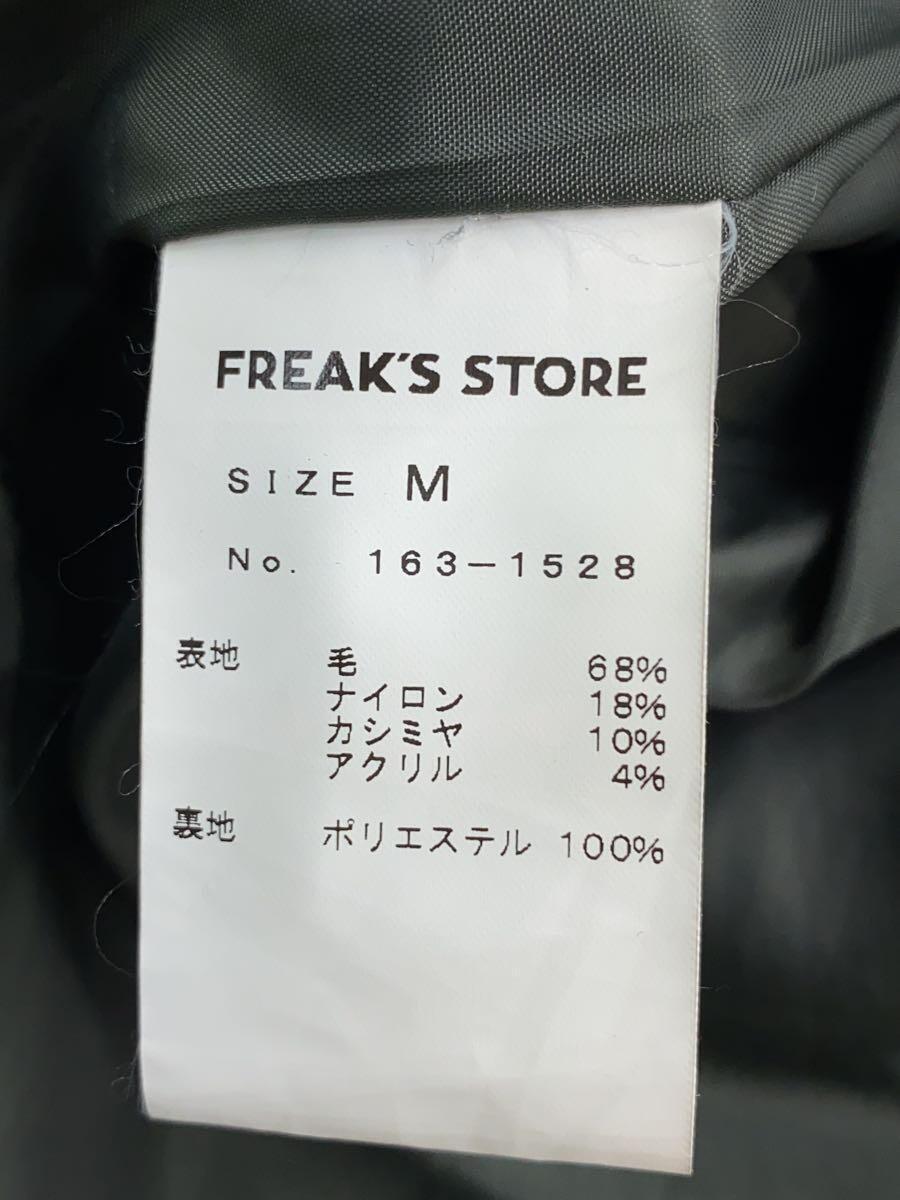 FREAK'S STORE
SIZE M
No. 163-1528
表地 毛 68%
ナイロン 18%
カシミヤ 10%
アクリル 4%
裏地 ポリエステル 100%